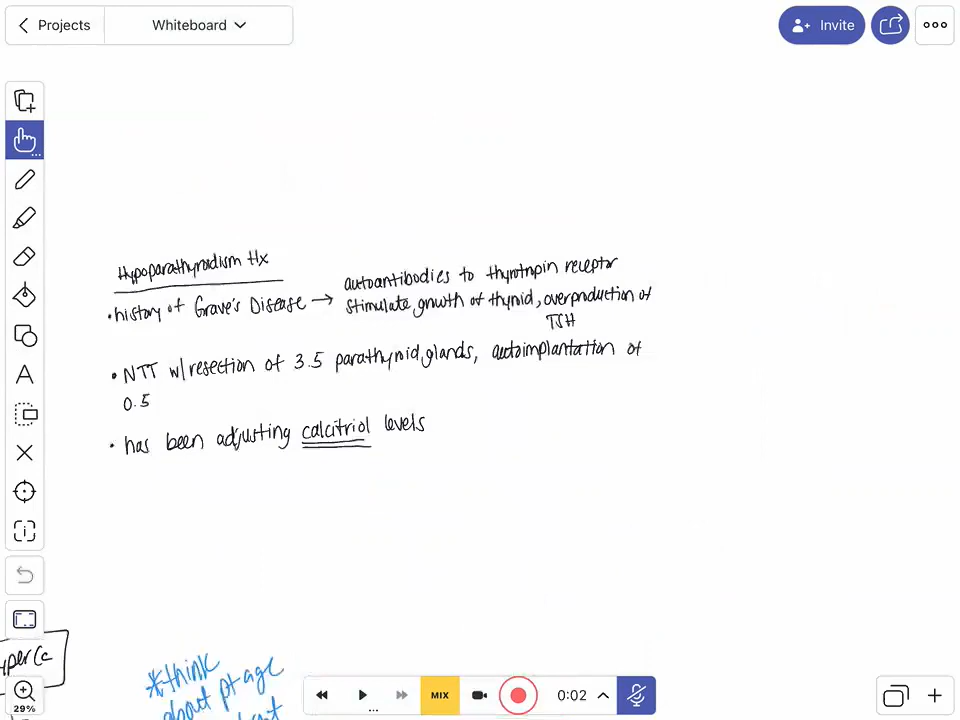 Projects
Whiteboard
Invite
Hypoparathyroidism Hx
• history of Grave's Disease → autoantibodies to thyrotropin receptor
stimulate growth of thyroid, overproduction of
TSH
• NTT w/ resection of 3.5 parathyroid glands, autoimplantation of
0.5
• has been adjusting calcitriol levels
*think
about pt age
29%
MIX
0:02